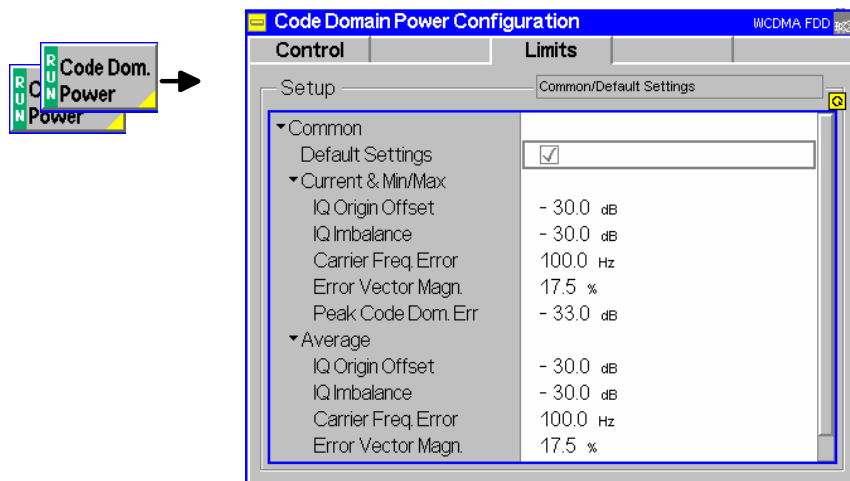 Code Domain Power Configuration WCDMA FDD
Control Limits
RUN Code Dom. Power
RUN C Power
Setup Common/Default Settings
Common
Default Settings
Current & Min/Max
IQ Origin Offset - 30.0 dB
IQ Imbalance - 30.0 dB
Carrier Freq. Error 100.0 Hz
Error Vector Magn. 17.5 %
Peak Code Dom. Err - 33.0 dB
Average
IQ Origin Offset - 30.0 dB
IQ Imbalance - 30.0 dB
Carrier Freq. Error 100.0 Hz
Error Vector Magn. 17.5 %